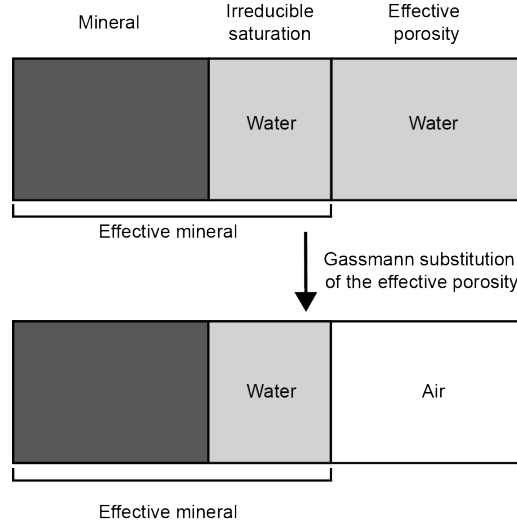 Mineral
Irreducible
saturation
Effective
porosity
Water
Water
Effective mineral
Gassmann substitution
of the effective porosity
Water
Air
Effective mineral